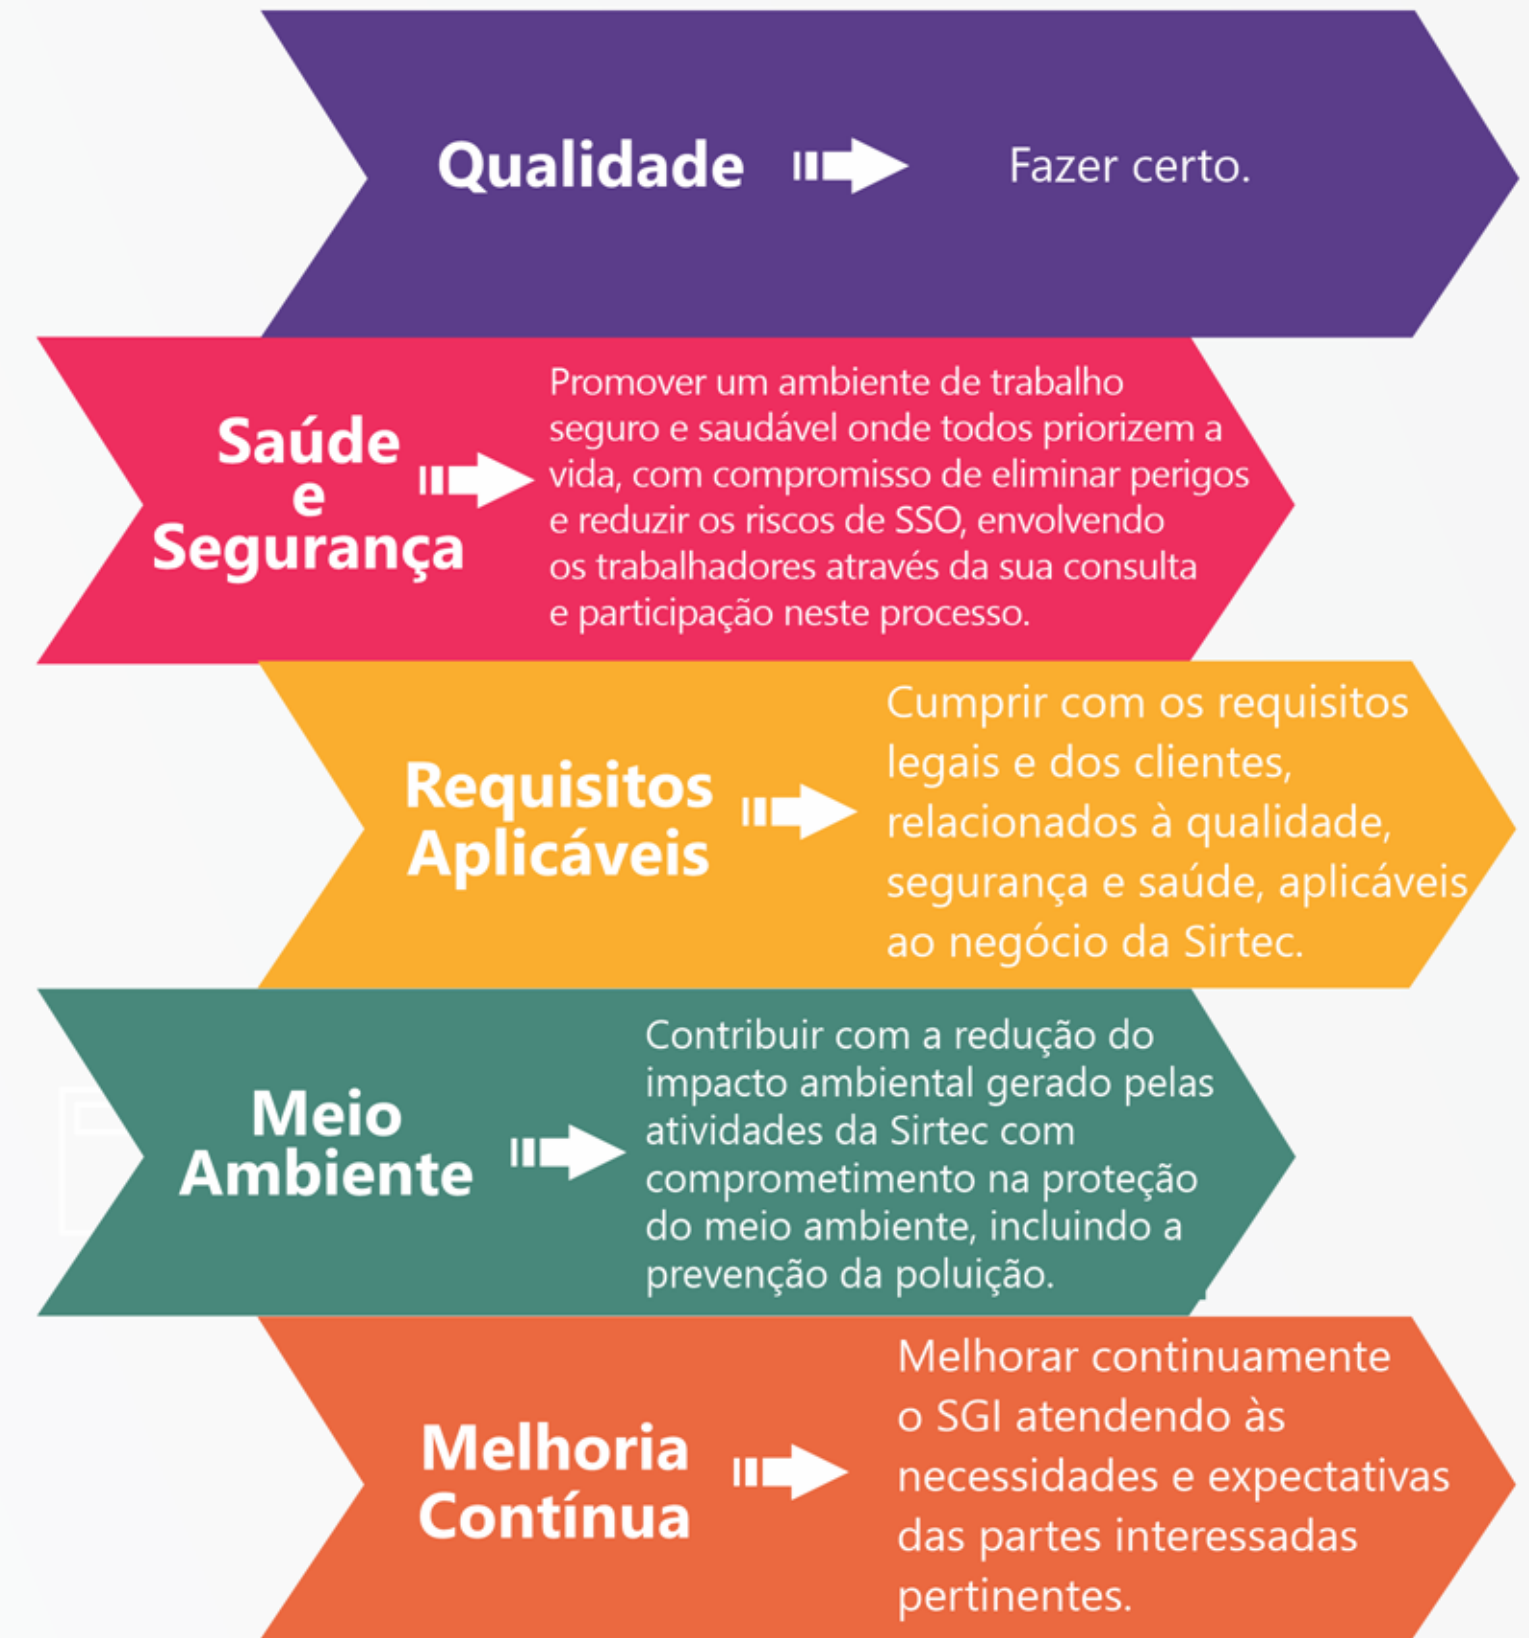 Qualidade
Fazer certo.
Saúde
e
Segurança
Promover um ambiente de trabalho
seguro e saudável onde todos priorizem a
vida, com compromisso de eliminar perigos
e reduzir os riscos de SSO, envolvendo
os trabalhadores através da sua consulta
e participação neste processo.
Requisitos
Aplicáveis
Cumprir com os requisitos
legais e dos clientes,
relacionados à qualidade,
segurança e saúde, aplicáveis
ao negócio da Sirtec.
Meio
Ambiente
Contribuir com a redução do
impacto ambiental gerado pelas
atividades da Sirtec com
comprometimento na proteção
do meio ambiente, incluindo a
prevenção da poluição.
Melhoria
Contínua
Melhorar continuamente
o SGI atendendo às
necessidades e expectativas
das partes interessadas
pertinentes.